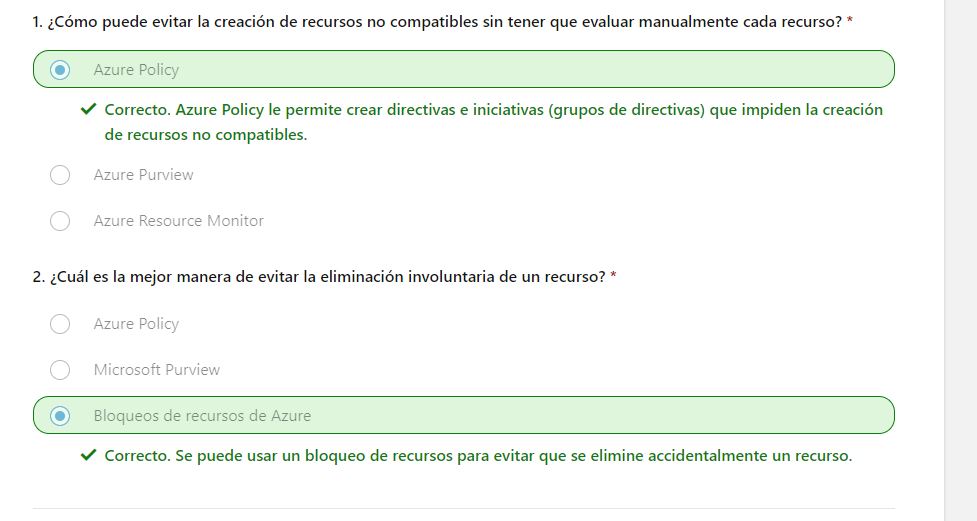 1. ¿Cómo puede evitar la creación de recursos no compatibles sin tener que evaluar manualmente cada recurso? *
Azure Policy
Correcto. Azure Policy le permite crear directivas e iniciativas (grupos de directivas) que impiden la creación
de recursos no compatibles.
Azure Purview
Azure Resource Monitor
2. ¿Cuál es la mejor manera de evitar la eliminación involuntaria de un recurso? *
Azure Policy
Microsoft Purview
Bloqueos de recursos de Azure
Correcto. Se puede usar un bloqueo de recursos para evitar que se elimine accidentalmente un recurso.